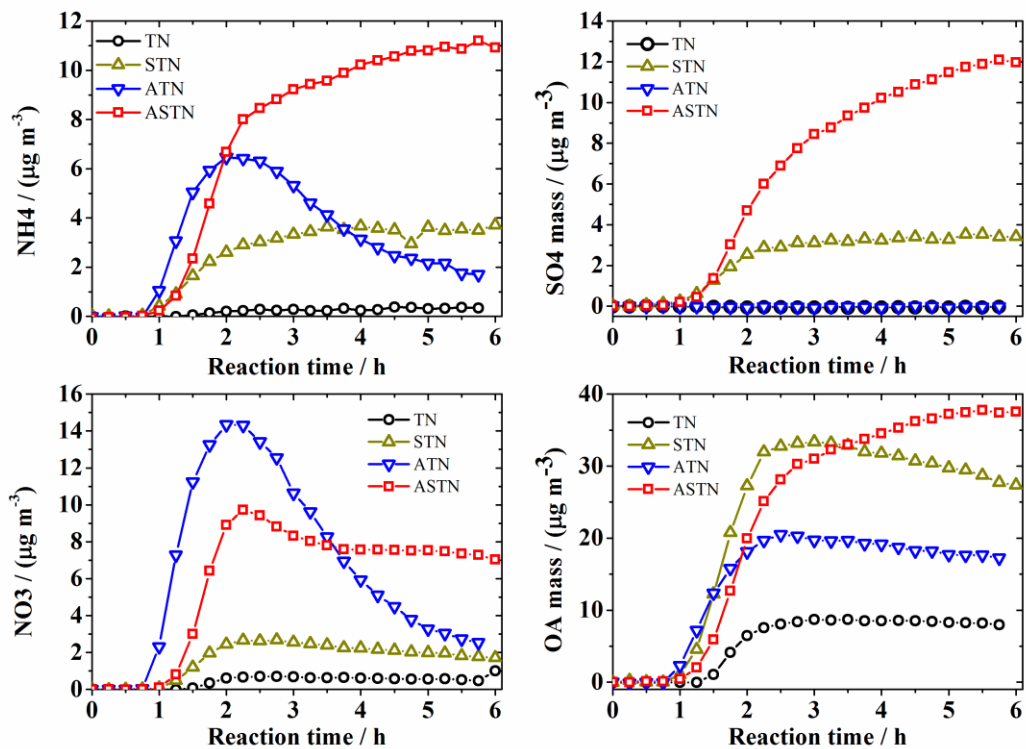 NH4 / (μg m-3)
12
10
8
6
4
2
0
TN
STN
ATN
ASTN
0 1 2 3 4 5 6
Reaction time / h
SO4 mass / (μg m-3)
14
12
10
8
6
4
2
0
TN
STN
ATN
ASTN
0 1 2 3 4 5 6
Reaction time / h
NO3 / (μg m-3)
16
14
12
10
8
6
4
2
0
TN
STN
ATN
ASTN
0 1 2 3 4 5 6
Reaction time / h
OA mass / (μg m-3)
40
30
20
10
0
TN
STN
ATN
ASTN
0 1 2 3 4 5 6
Reaction time / h